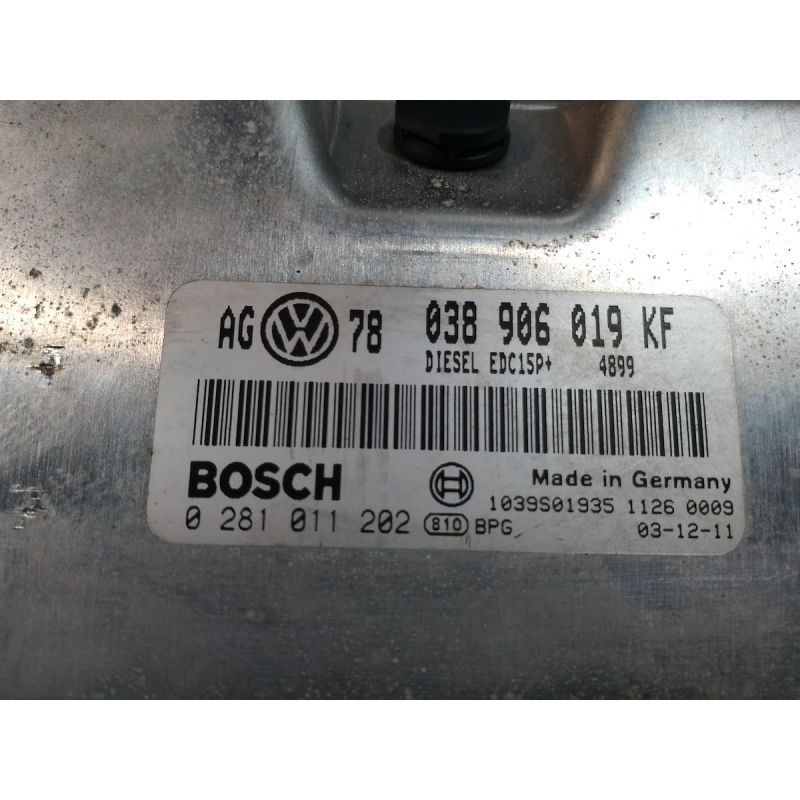 AG VW 78 038 906 019 KF
DIESEL EDC15P+ 4899
BOSCH Made in Germany
1039S01935 1126 0009
0 281 011 202 810 BPG 03-12-11